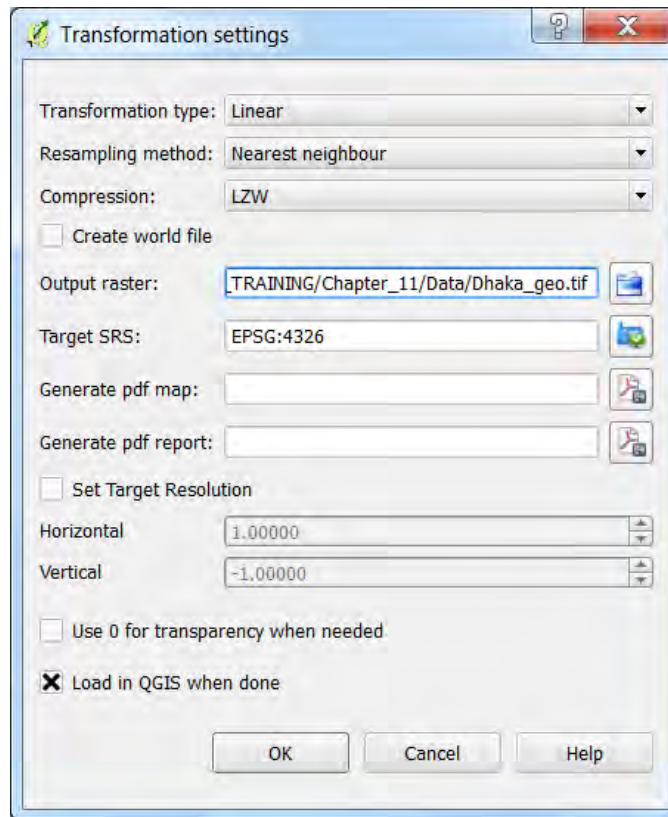 Transformation settings
Transformation type: Linear
Resampling method: Nearest neighbour
Compression: LZW
Create world file
Output raster: _TRAINING/Chapter_11/Data/Dhaka_geo.tif
Target SRS: EPSG:4326
Generate pdf map:
Generate pdf report:
Set Target Resolution
Horizontal 1.00000
Vertical -1.00000
Use 0 for transparency when needed
Load in QGIS when done
OK Cancel Help